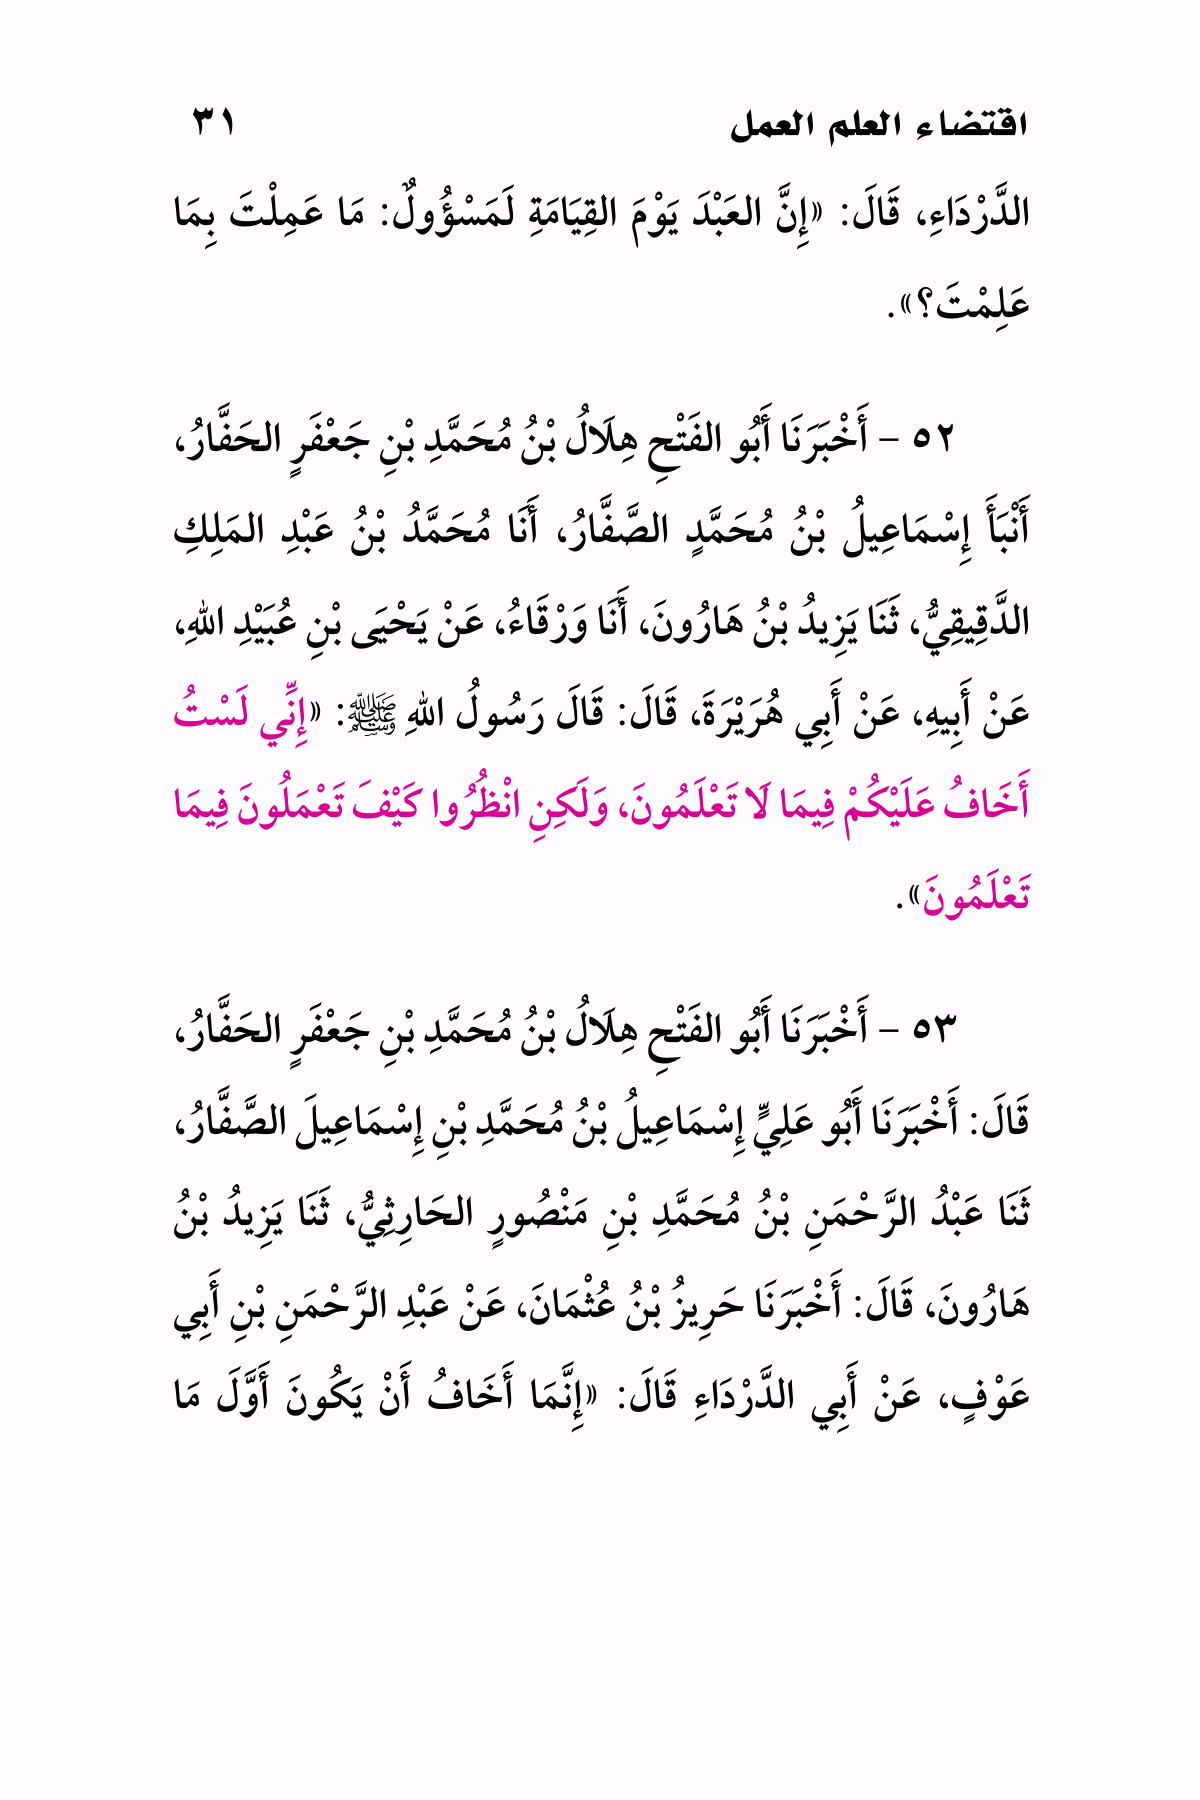 اقتضاء العلم العمل ٣١
الدَّرْدَاءِ، قَالَ: «إِنَّ العَبْدَ يَوْمَ القِيَامَةِ لَمَسْؤُولٌ: مَا عَمِلْتَ بِمَا
عَلِمْتَ؟».
٥٢ - أَخْبَرَنَا أَبُو الفَتْحِ هِلَالُ بْنُ مُحَمَّدِ بْنِ جَعْفَرٍ الحَفَّارُ،
أَنْبَأَ إِسْمَاعِيلُ بْنُ مُحَمَّدٍ الصَّفَّارُ، أَنَا مُحَمَّدُ بْنُ عَبْدِ المَلِكِ
الدَّقِيقِيُّ، ثَنَا يَزِيدُ بْنُ هَارُونَ، أَنَا وَرْقَاءُ، عَنْ يَحْيَى بْنِ عُبَيْدِ اللهِ،
عَنْ أَبِيهِ، عَنْ أَبِي هُرَيْرَةَ، قَالَ: قَالَ رَسُولُ اللهِ ﷺ: «إِنِّي لَسْتُ
أَخَافُ عَلَيْكُمْ فِيمَا لَا تَعْلَمُونَ، وَلَكِنِ انْظُرُوا كَيْفَ تَعْمَلُونَ فِيمَا
تَعْلَمُونَ».
٥٣ - أَخْبَرَنَا أَبُو الفَتْحِ هِلَالُ بْنُ مُحَمَّدِ بْنِ جَعْفَرٍ الحَفَّارُ،
قَالَ: أَخْبَرَنَا أَبُو عَلِيٍّ إِسْمَاعِيلُ بْنُ مُحَمَّدِ بْنِ إِسْمَاعِيلَ الصَّفَّارُ،
ثَنَا عَبْدُ الرَّحْمَنِ بْنُ مُحَمَّدِ بْنِ مَنْصُورٍ الحَارِثِيُّ، ثَنَا يَزِيدُ بْنُ
هَارُونَ، قَالَ: أَخْبَرَنَا حَرِيزُ بْنُ عُثْمَانَ، عَنْ عَبْدِ الرَّحْمَنِ بْنِ أَبِي
عَوْفٍ، عَنْ أَبِي الدَّرْدَاءِ قَالَ: «إِنَّمَا أَخَافُ أَنْ يَكُونَ أَوَّلَ مَا